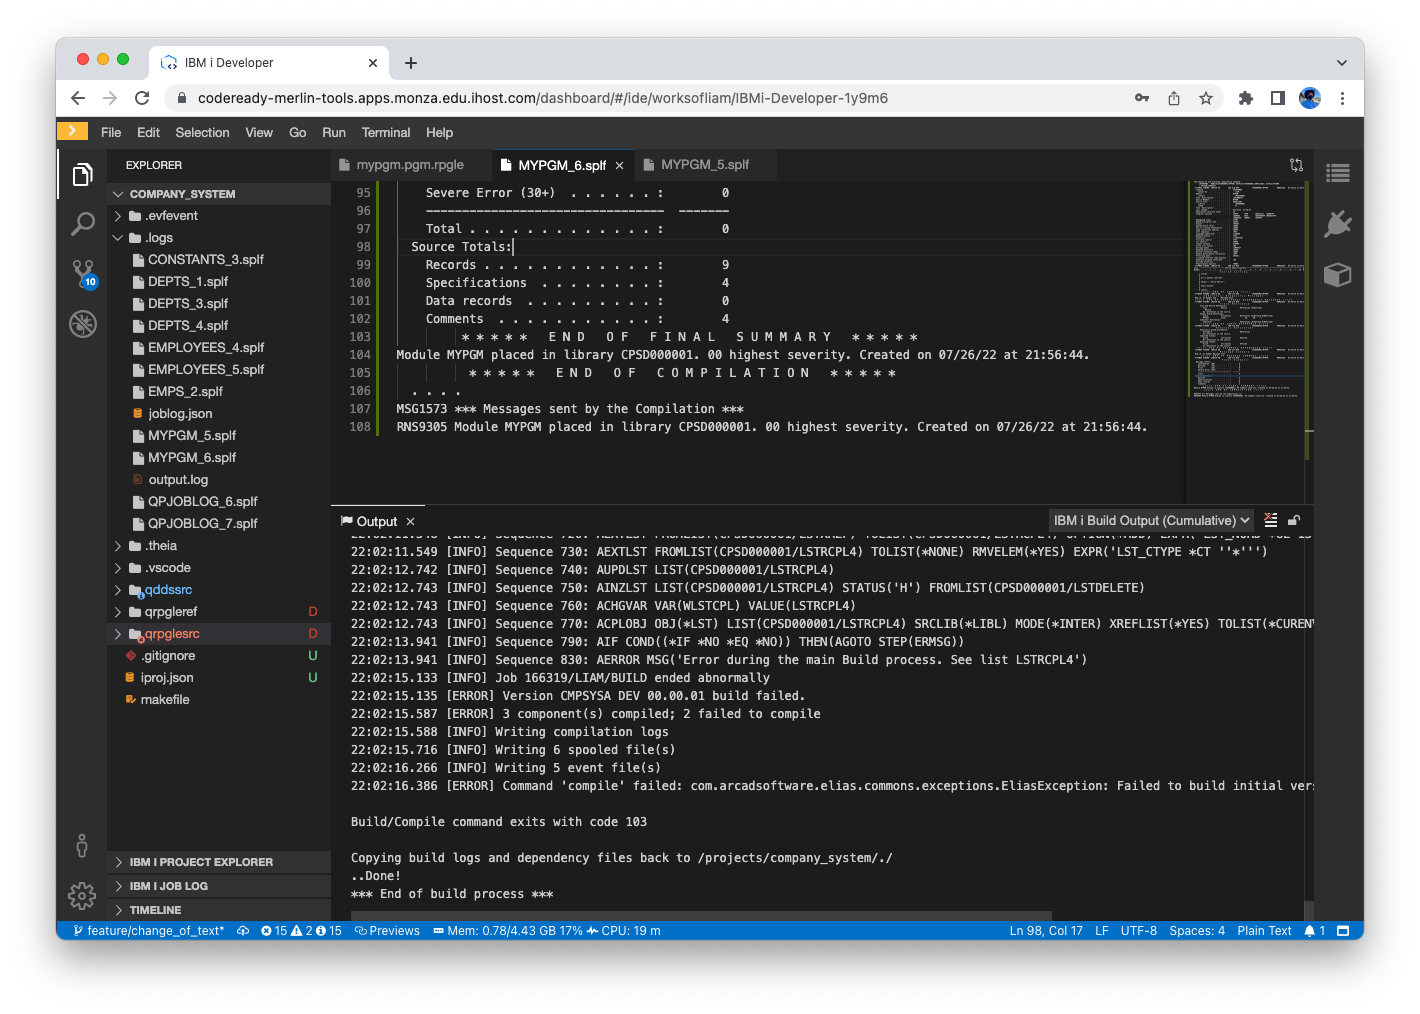 IBM i Developer
codeready-merlin-tools.apps.monza.edu.ihost.com/dashboard/#/ide/worksofliam/IBMi-Developer-1y9m6
File Edit Selection View Go Run Terminal Help
EXPLORER
COMPANY_SYSTEM
.evfevent
.logs
CONSTANTS_3.splf
DEPTS_1.splf
DEPTS_3.splf
DEPTS_4.splf
EMPLOYEES_4.splf
EMPLOYEES_5.splf
EMPS_2.splf
joblog.json
MYPGM_5.splf
MYPGM_6.splf
output.log
QPJOBLOG_6.splf
QPJOBLOG_7.splf
.theia
.vscode
qddssrc
qrpgleref D
qrpglesrc D
.gitignore U
iproj.json U
makefile
10
IBM I PROJECT EXPLORER
IBM I JOB LOG
TIMELINE
mypgm.pgm.rpgle MYPGM_6.splf MYPGM_5.splf
95 Severe Error (30+) . . . . . . : 0
96 --------------------------------- -------
97 Total . . . . . . . . . . . . . : 0
98 Source Totals:
99 Records . . . . . . . . . . . . : 9
100 Specifications . . . . . . . . : 4
101 Data records . . . . . . . . . : 0
102 Comments . . . . . . . . . . . : 4
103 * * * * * E N D O F F I N A L S U M M A R Y * * * * *
104 Module MYPGM placed in library CPSD000001. 00 highest severity. Created on 07/26/22 at 21:56:44.
105 * * * * * E N D O F C O M P I L A T I O N * * * * *
106 . . . .
107 MSG1573 *** Messages sent by the Compilation ***
108 RNS9305 Module MYPGM placed in library CPSD000001. 00 highest severity. Created on 07/26/22 at 21:56:44.
Output
IBM i Build Output (Cumulative)
22:02:11.549 [INFO] Sequence 730: AEXTLST FROMLIST(CPSD000001/LSTRCPL4) TOLIST(*NONE) RMVELEM(*YES) EXPR('LST_CTYPE *CT ''*''')
22:02:12.742 [INFO] Sequence 740: AUPDLST LIST(CPSD000001/LSTRCPL4)
22:02:12.743 [INFO] Sequence 750: AINZLST LIST(CPSD000001/LSTRCPL4) STATUS('H') FROMLIST(CPSD000001/LSTDELETE)
22:02:12.743 [INFO] Sequence 760: ACHGVAR VAR(WLSTCPL) VALUE(LSTRCPL4)
22:02:12.743 [INFO] Sequence 770: ACPLOBJ OBJ(*LST) LIST(CPSD000001/LSTRCPL4) SRCLIB(*LIBL) MODE(*INTER) XREFLIST(*YES) TOLIST(*CUREN
22:02:13.941 [INFO] Sequence 790: AIF COND((*IF *NO *EQ *NO)) THEN(AGOTO STEP(ERMSG))
22:02:13.941 [INFO] Sequence 830: AERROR MSG('Error during the main Build process. See list LSTRCPL4')
22:02:15.133 [INFO] Job 166319/LIAM/BUILD ended abnormally
22:02:15.135 [ERROR] Version CMPSYSA DEV 00.00.01 build failed.
22:02:15.587 [ERROR] 3 component(s) compiled; 2 failed to compile
22:02:15.588 [INFO] Writing compilation logs
22:02:15.716 [INFO] Writing 6 spooled file(s)
22:02:16.266 [INFO] Writing 5 event file(s)
22:02:16.386 [ERROR] Command 'compile' failed: com.arcadsoftware.elias.commons.exceptions.EliasException: Failed to build initial ver
Build/Compile command exits with code 103
Copying build logs and dependency files back to /projects/company_system/./
..Done!
*** End of build process ***
feature/change_of_text* 15 2 15 Previews Mem: 0.78/4.43 GB 17% CPU: 19 m Ln 98, Col 17 LF UTF-8 Spaces: 4 Plain Text 1